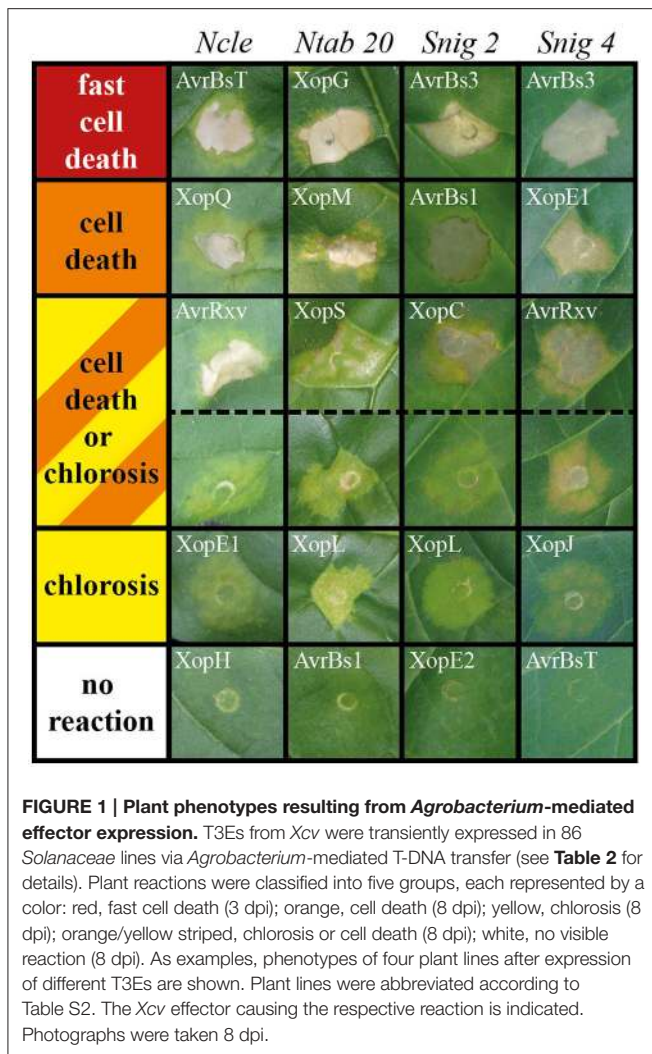 Ncle Ntab 20 Snig 2 Snig 4
fast
cell
death
AvrBsT XopG AvrBs3 AvrBs3
cell
death
XopQ XopM AvrBs1 XopE1
cell
death
or
chlorosis
AvrRxv XopS XopC AvrRxv
chlorosis
XopE1 XopL XopL XopJ
no
reaction
XopH AvrBs1 XopE2 AvrBsT
FIGURE 1 | Plant phenotypes resulting from Agrobacterium-mediated
effector expression. T3Es from Xcv were transiently expressed in 86
Solanaceae lines via Agrobacterium-mediated T-DNA transfer (see Table 2 for
details). Plant reactions were classified into five groups, each represented by a
color: red, fast cell death (3 dpi); orange, cell death (8 dpi); yellow, chlorosis (8
dpi); orange/yellow striped, chlorosis or cell death (8 dpi); white, no visible
reaction (8 dpi). As examples, phenotypes of four plant lines after expression
of different T3Es are shown. Plant lines were abbreviated according to
Table S2. The Xcv effector causing the respective reaction is indicated.
Photographs were taken 8 dpi.